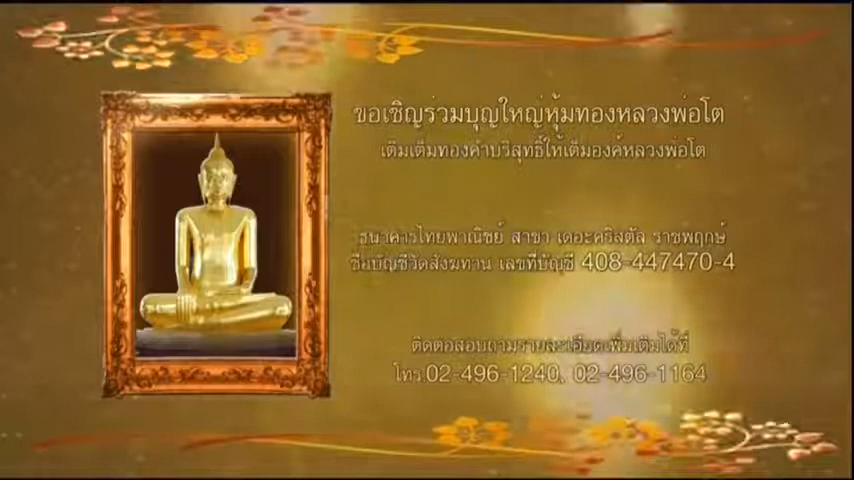 ขอเชิญร่วมบุญใหญ่หุ้มทองหลวงพ่อโต
เติมเต็มทองคำบริสุทธิ์ให้เต็มองค์หลวงพ่อโต
ธนาคารไทยพาณิชย์ สาขา เดอะคริสตัล ราชพฤกษ์
ชื่อบัญชีวัดสังฆทาน เลขที่บัญชี 408-447470-4
ติดต่อสอบถามรายละเอียดเพิ่มเติมได้ที่
โทร.02-496-1240, 02-496-1164